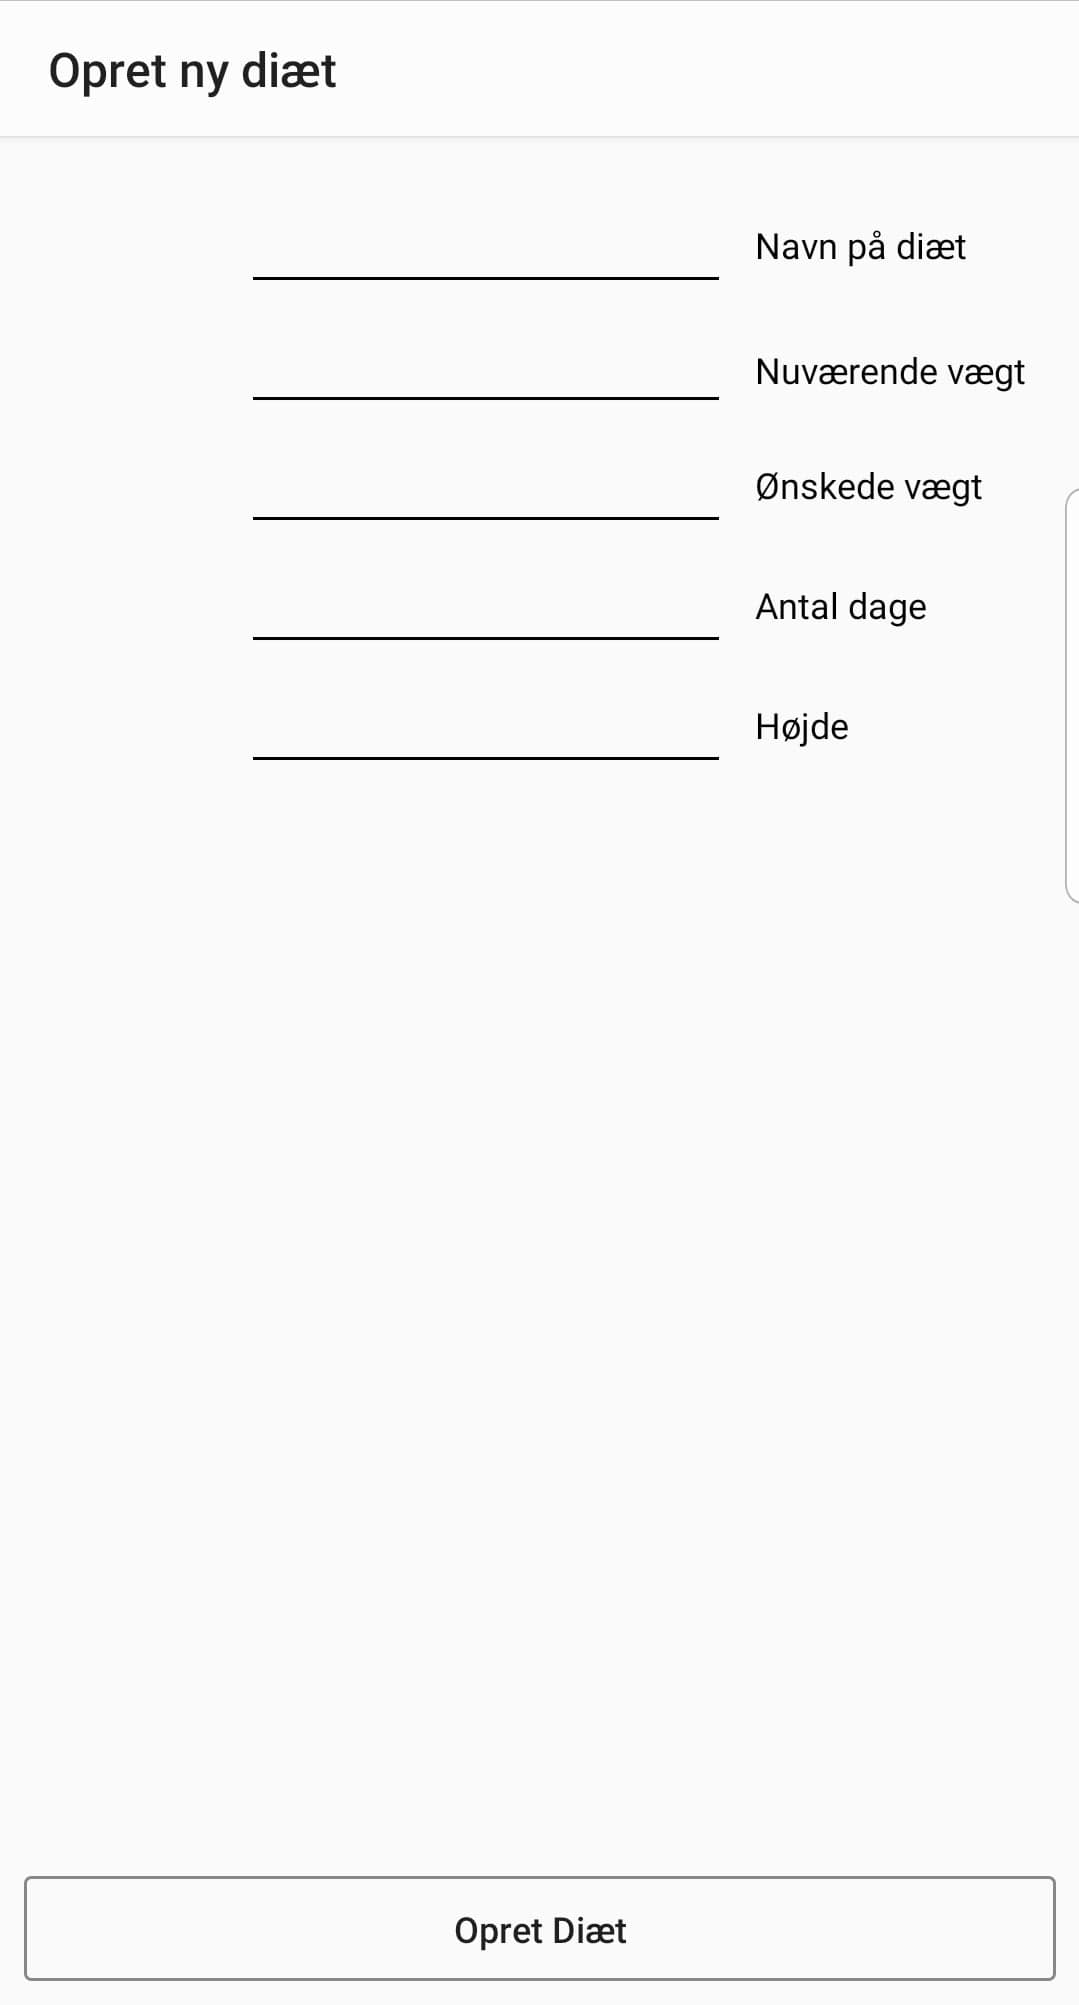 Opret ny diæt
Navn på diæt
Nuværende vægt
Ønskede vægt
Antal dage
Højde
Opret Diæt